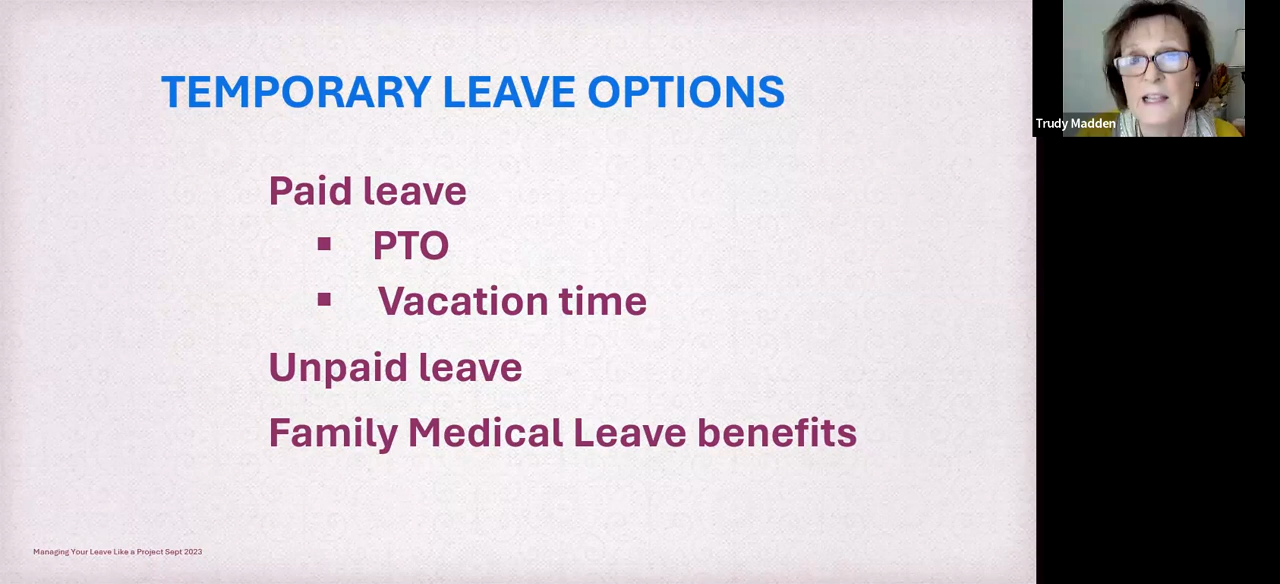 TEMPORARY LEAVE OPTIONS
Paid leave
▪ PTO
▪ Vacation time
Unpaid leave
Family Medical Leave benefits
Managing Your Leave Like a Project Sept 2023
Trudy Madden